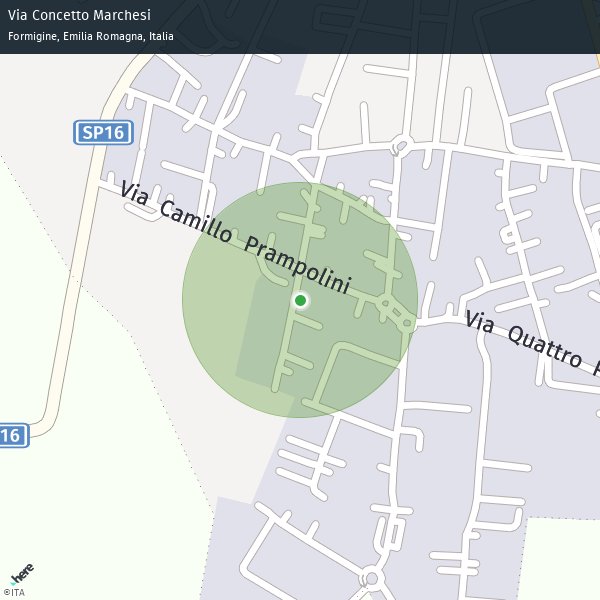 Via Concetto Marchesi
Formigine, Emilia Romagna, Italia
SP16
Via Camillo Prampolini
Via Quattro
16
here
©ITA